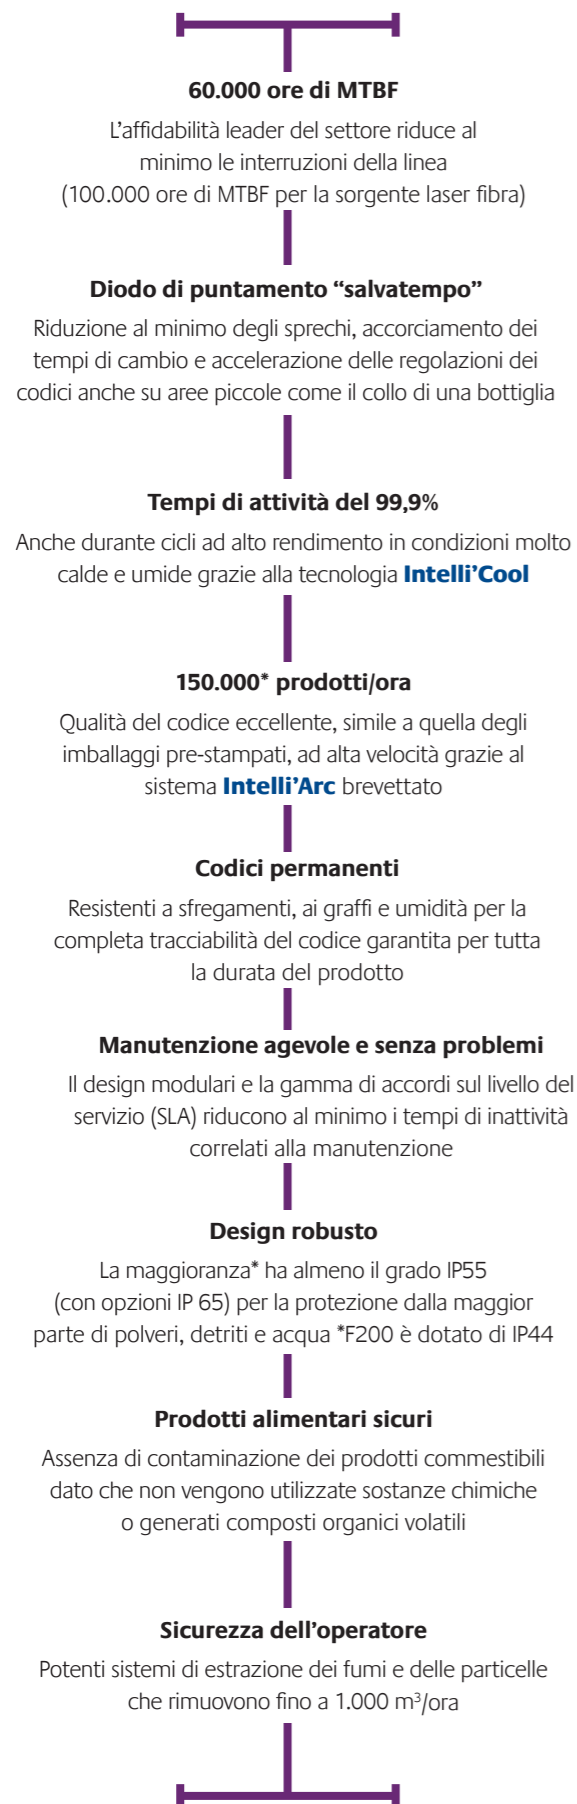 60.000 ore di MTBF
L’affidabilità leader del settore riduce al
minimo le interruzioni della linea
(100.000 ore di MTBF per la sorgente laser fibra)
Diodo di puntamento “salvatempo”
Riduzione al minimo degli sprechi, accorciamento dei
tempi di cambio e accelerazione delle regolazioni dei
codici anche su aree piccole come il collo di una bottiglia
Tempi di attività del 99,9%
Anche durante cicli ad alto rendimento in condizioni molto
calde e umide grazie alla tecnologia Intelli’Cool
150.000* prodotti/ora
Qualità del codice eccellente, simile a quella degli
imballaggi pre-stampati, ad alta velocità grazie al
sistema Intelli’Arc brevettato
Codici permanenti
Resistenti a sfregamenti, ai graffi e umidità per la
completa tracciabilità del codice garantita per tutta
la durata del prodotto
Manutenzione agevole e senza problemi
Il design modulari e la gamma di accordi sul livello del
servizio (SLA) riducono al minimo i tempi di inattività
correlati alla manutenzione
Design robusto
La maggioranza* ha almeno il grado IP55
(con opzioni IP 65) per la protezione dalla maggior
parte di polveri, detriti e acqua *F200 è dotato di IP44
Prodotti alimentari sicuri
Assenza di contaminazione dei prodotti commestibili
dato che non vengono utilizzate sostanze chimiche
o generati composti organici volatili
Sicurezza dell’operatore
Potenti sistemi di estrazione dei fumi e delle particelle
che rimuovono fino a 1.000 m³/ora